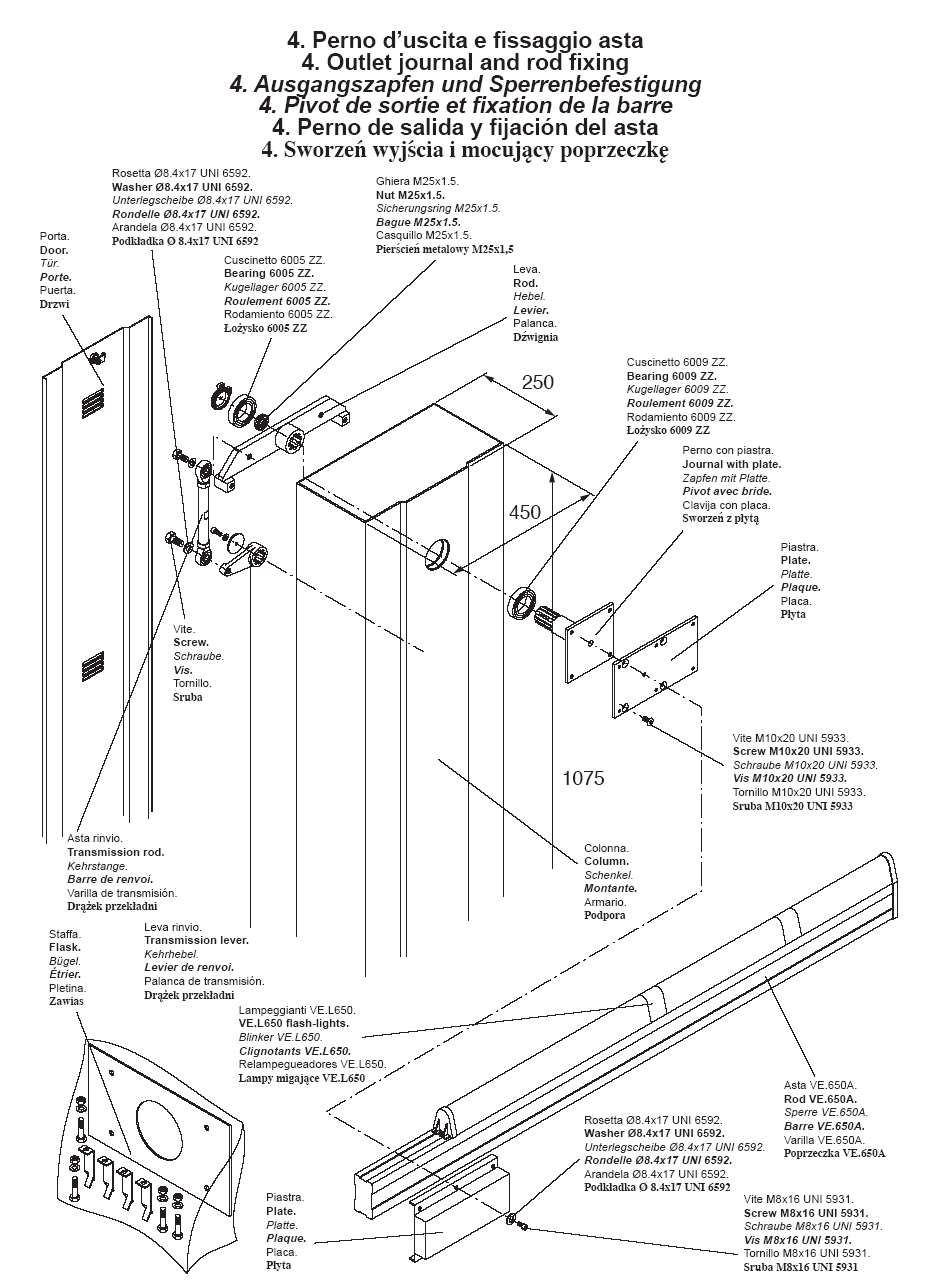 4. Perno d'uscita e fissaggio asta
4. Outlet journal and rod fixing
4. Ausgangszapfen und Sperrenbefestigung
4. Pivot de sortie et fixation de la barre
4. Perno de salida y fijación del asta
4. Sworzeń wyjścia i mocujący poprzeczkę
Rosetta Ø8.4x17 UNI 6592.
Washer Ø8.4x17 UNI 6592.
Unterlegscheibe Ø8.4x17 UNI 6592.
Rondelle Ø8.4x17 UNI 6592.
Arandela Ø8.4x17 UNI 6592.
Podkładka Ø 8.4x17 UNI 6592
Ghiera M25x1.5.
Nut M25x1.5.
Sicherungsring M25x1.5.
Bague M25x1.5.
Casquillo M25x1.5.
Pierścień metalowy M25x1,5
Porta.
Door.
Tür.
Porte.
Puerta.
Drzwi
Cuscinetto 6005 ZZ.
Bearing 6005 ZZ.
Kugellager 6005 ZZ.
Roulement 6005 ZZ.
Rodamiento 6005 ZZ.
Łożysko 6005 ZZ
Leva.
Rod.
Hebel.
Levier.
Palanca.
Dźwignia
250
Cuscinetto 6009 ZZ.
Bearing 6009 ZZ.
Kugellager 6009 ZZ.
Roulement 6009 ZZ.
Rodamiento 6009 ZZ.
Łożysko 6009 ZZ
Perno con piastra.
Journal with plate.
Zapfen mit Platte.
Pivot avec bride.
Clavija con placa.
Sworzeń z płytą
450
Piastra.
Plate.
Platte.
Plaque.
Placa.
Płyta
Vite.
Screw.
Schraube.
Vis.
Tornillo.
Sruba
Vite M10x20 UNI 5933.
Screw M10x20 UNI 5933.
Schraube M10x20 UNI 5933.
Vis M10x20 UNI 5933.
Tornillo M10x20 UNI 5933.
Sruba M10x20 UNI 5933
1075
Asta rinvio.
Transmission rod.
Kehrstange.
Barre de renvoi.
Varilla de transmisión.
Drążek przekładni
Colonna.
Column.
Schenkel.
Montante.
Armario.
Podpora
Staffa.
Flask.
Bügel.
Étrier.
Pletina.
Zawias
Leva rinvio.
Transmission lever.
Kehrhebel.
Levier de renvoi.
Palanca de transmisión.
Drążek przekładni
Lampeggianti VE.L650.
VE.L650 flash-lights.
Blinker VE.L650.
Clignotants VE.L650.
Relampegueadores VE.L650.
Lampy migające VE.L650
Asta VE.650A.
Rod VE.650A.
Sperre VE.650A.
Barre VE.650A.
Varilla VE.650A.
Poprzeczka VE.650A
Rosetta Ø8.4x17 UNI 6592.
Washer Ø8.4x17 UNI 6592.
Unterlegscheibe Ø8.4x17 UNI 6592.
Rondelle Ø8.4x17 UNI 6592.
Arandela Ø8.4x17 UNI 6592.
Podkładka Ø 8.4x17 UNI 6592
Piastra.
Plate.
Platte.
Plaque.
Placa.
Płyta
Vite M8x16 UNI 5931.
Screw M8x16 UNI 5931.
Schraube M8x16 UNI 5931.
Vis M8x16 UNI 5931.
Tornillo M8x16 UNI 5931.
Sruba M8x16 UNI 5931